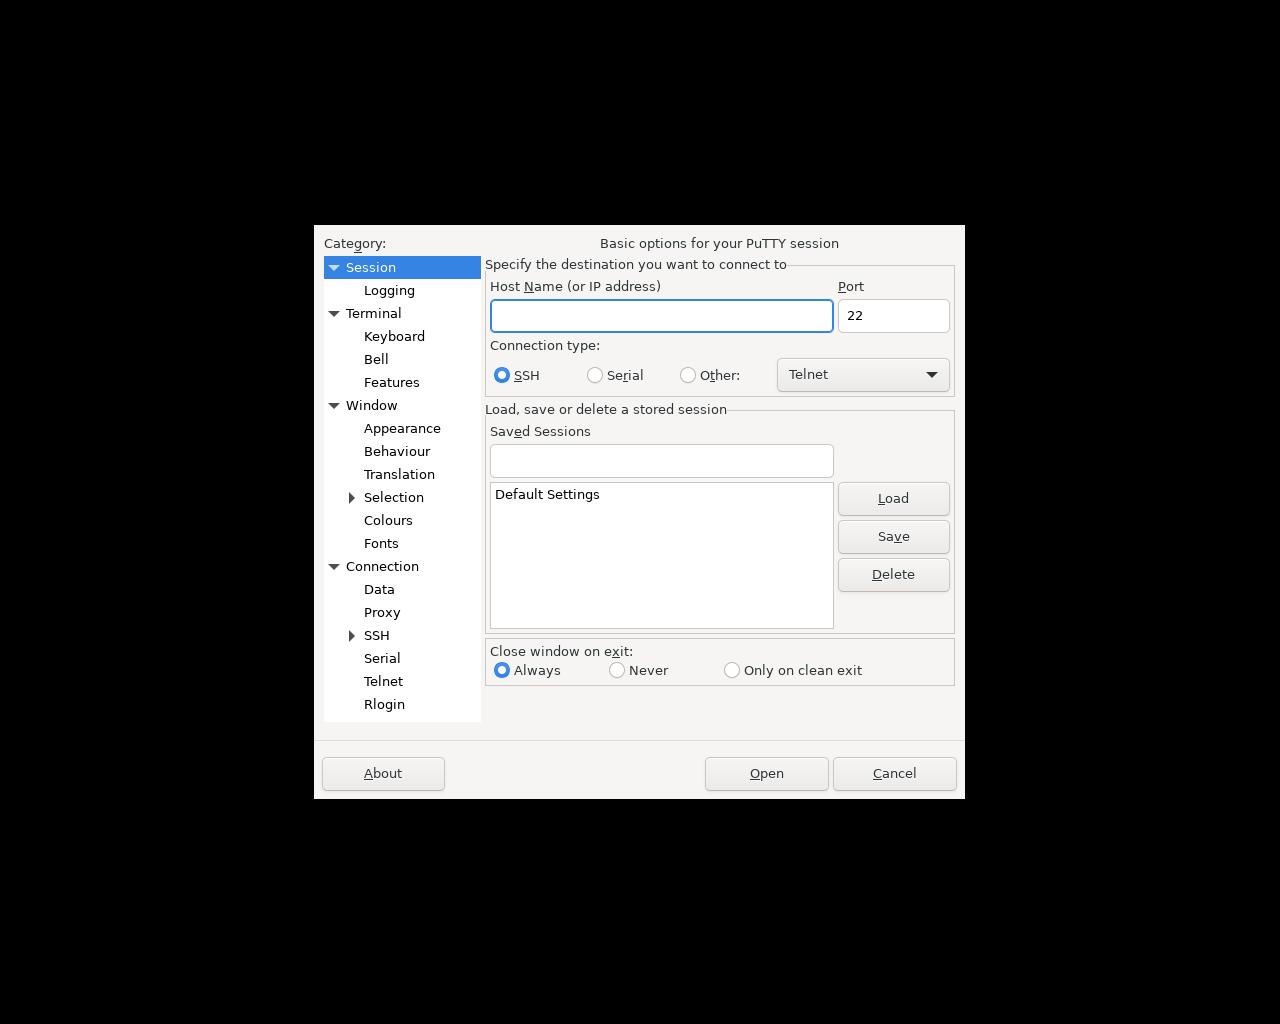 Category:
Session
Logging
Terminal
Keyboard
Bell
Features
Window
Appearance
Behaviour
Translation
Selection
Colours
Fonts
Connection
Data
Proxy
SSH
Serial
Telnet
Rlogin
Basic options for your PuTTY session
Specify the destination you want to connect to
Host Name (or IP address) Port
22
Connection type:
SSH Serial Other: Telnet
Load, save or delete a stored session
Saved Sessions
Default Settings
Load
Save
Delete
Close window on exit:
Always Never Only on clean exit
About Open Cancel